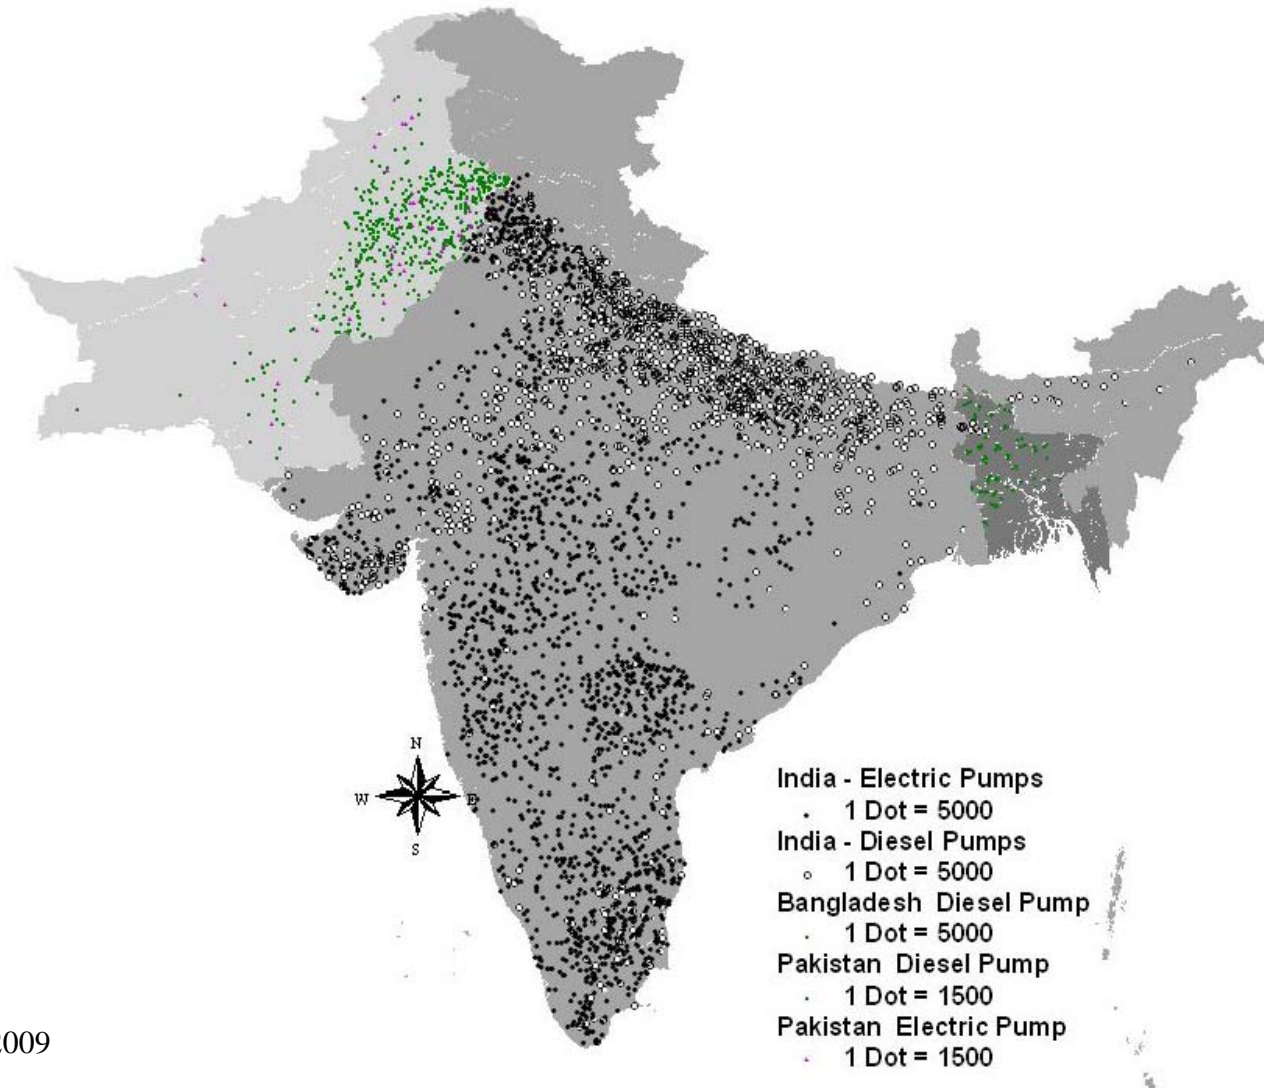 N
W E
S
India - Electric Pumps
1 Dot = 5000
India - Diesel Pumps
1 Dot = 5000
Bangladesh Diesel Pump
1 Dot = 5000
Pakistan Diesel Pump
1 Dot = 1500
Pakistan Electric Pump
1 Dot = 1500
2009